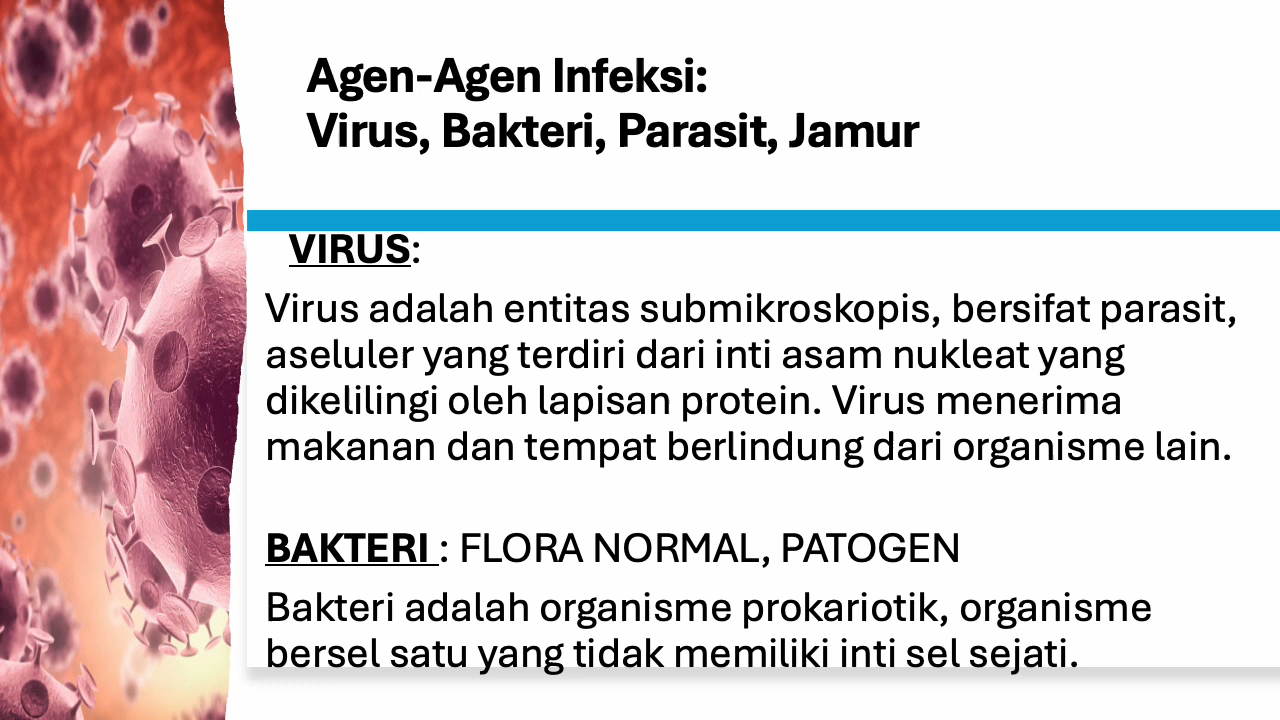 Agen-Agen Infeksi:
Virus, Bakteri, Parasit, Jamur
VIRUS:
Virus adalah entitas submikroskopis, bersifat parasit,
aseluler yang terdiri dari inti asam nukleat yang
dikelilingi oleh lapisan protein. Virus menerima
makanan dan tempat berlindung dari organisme lain.
BAKTERI : FLORA NORMAL, PATOGEN
Bakteri adalah organisme prokariotik, organisme
bersel satu yang tidak memiliki inti sel sejati.